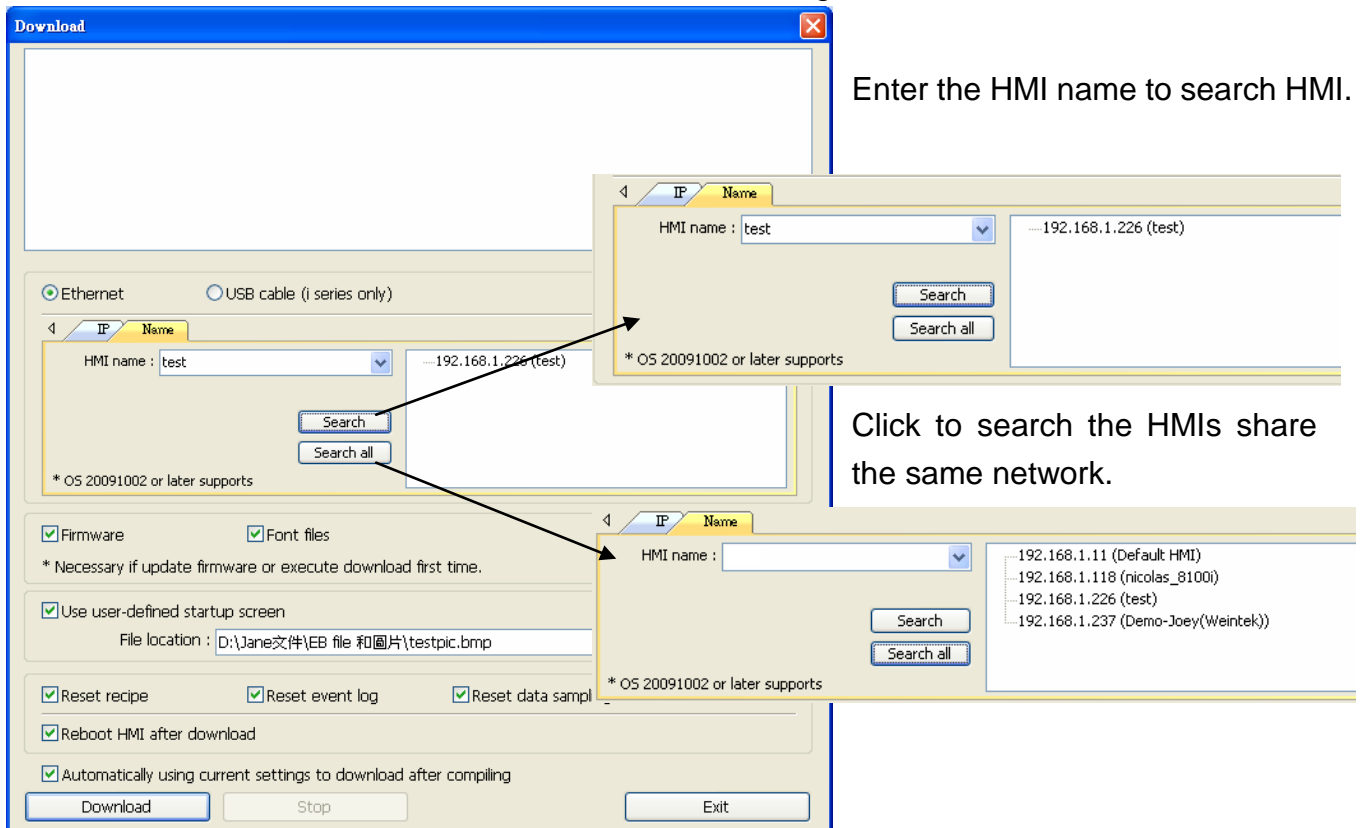 Download
Enter the HMI name to search HMI.
IP Name
HMI name : test
192.168.1.226 (test)
Search
Search all
* OS 20091002 or later supports
Ethernet USB cable (i series only)
IP Name
HMI name : test
192.168.1.226 (test)
Search
Search all
* OS 20091002 or later supports
Click to search the HMIs share
the same network.
IP Name
HMI name :
192.168.1.11 (Default HMI)
192.168.1.118 (nicolas_8100i)
192.168.1.226 (test)
192.168.1.237 (Demo-Joey(Weintek))
Search
Search all
* OS 20091002 or later supports
Firmware Font files
* Necessary if update firmware or execute download first time.
Use user-defined startup screen
File location : D:\Jane文件\EB file 和圖片\testpic.bmp
Reset recipe Reset event log Reset data sampl
Reboot HMI after download
Automatically using current settings to download after compiling
Download Stop Exit